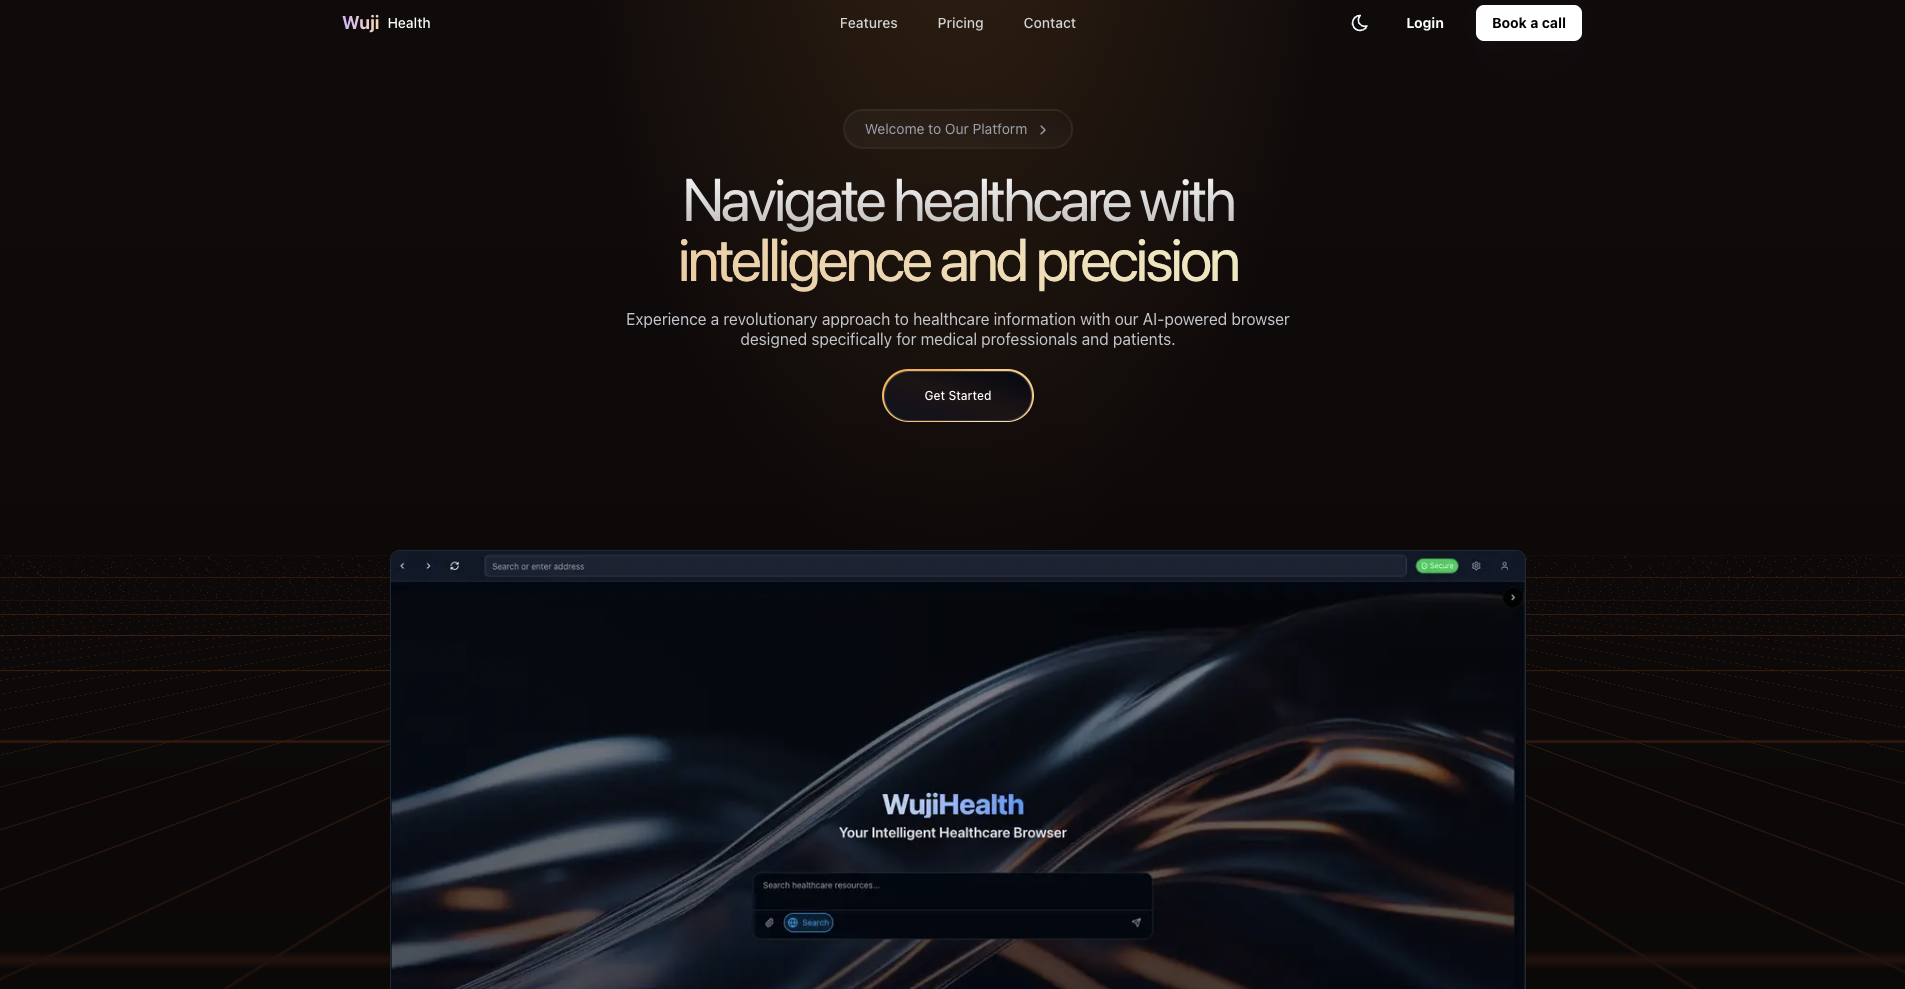 Wuji Health
Features
Pricing
Contact
Login
Book a call
Welcome to Our Platform
Navigate healthcare with
intelligence and precision
Experience a revolutionary approach to healthcare information with our AI-powered browser
designed specifically for medical professionals and patients.
Get Started
Search or enter address
Secure
WujiHealth
Your Intelligent Healthcare Browser
Search healthcare resources...
Search